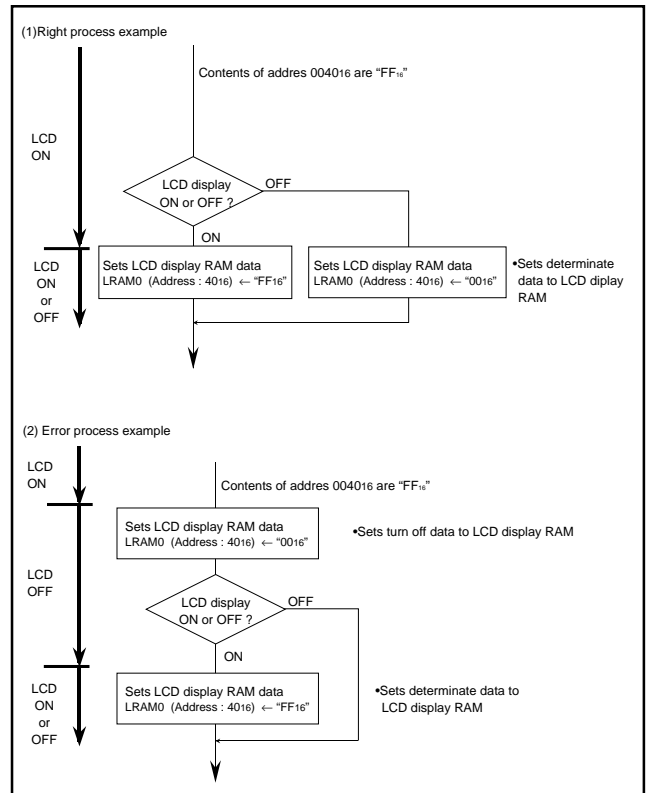 (1)Right process example
Contents of addres 004016 are “FF16”
LCD
ON
LCD display
ON or OFF ?
OFF
ON
LCD
ON
or
OFF
Sets LCD display RAM data
LRAM0 (Address : 4016) ← “FF16”
Sets LCD display RAM data
LRAM0 (Address : 4016) ← “0016”
•Sets determinate
data to LCD diplay
RAM
(2) Error process example
LCD
ON
Contents of addres 004016 are “FF16”
Sets LCD display RAM data
LRAM0 (Address : 4016) ← “0016”
•Sets turn off data to LCD display RAM
LCD
OFF
LCD display
ON or OFF ?
OFF
ON
LCD
ON
or
OFF
Sets LCD display RAM data
LRAM0 (Address : 4016) ← “FF16”
•Sets determinate data to
LCD display RAM